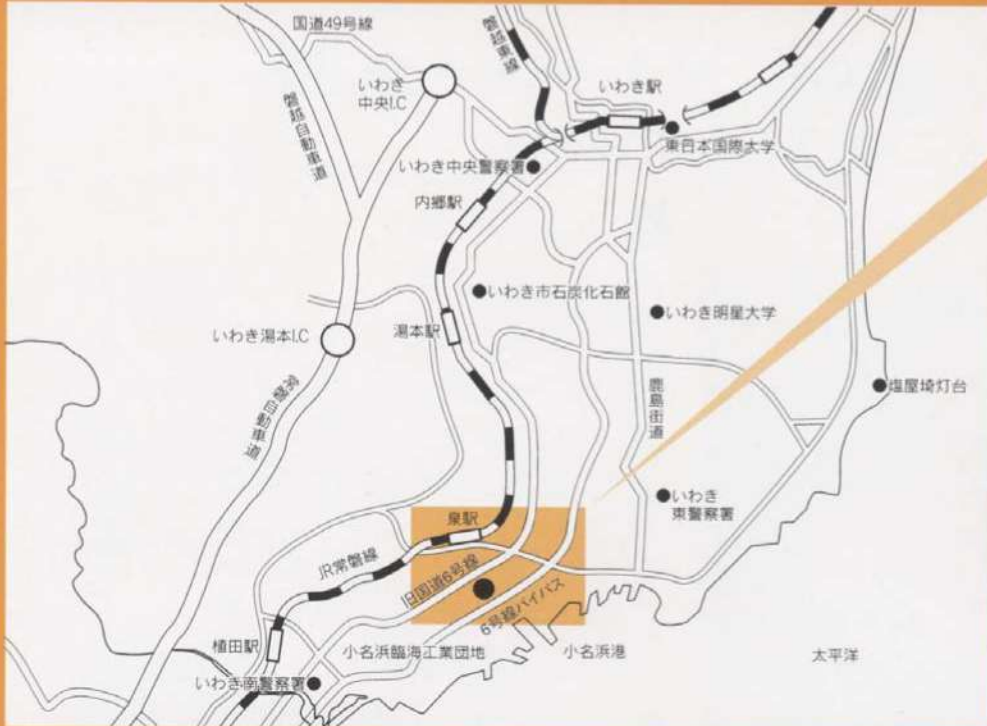 国道49号線
磐越東線
いわき駅
いわき
中央I.C
磐越自動車道
東日本国際大学
いわき中央警察署
内郷駅
いわき市石炭化石館
いわき明星大学
いわき湯本I.C
湯本駅
塩屋埼灯台
鹿島街道
常磐自動車道
いわき
東警察署
泉駅
JR常磐線
旧国道6号線
6号線バイパス
植田駅
小名浜臨海工業団地
小名浜港
太平洋
いわき南警察署